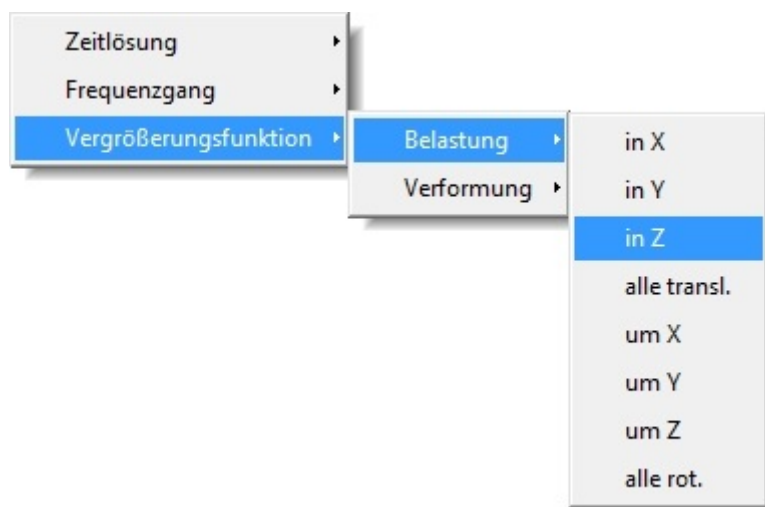 Zeitlösung
Frequenzgang
Vergrößerungsfunktion
Belastung
Verformung
in X
in Y
in Z
alle transl.
um X
um Y
um Z
alle rot.